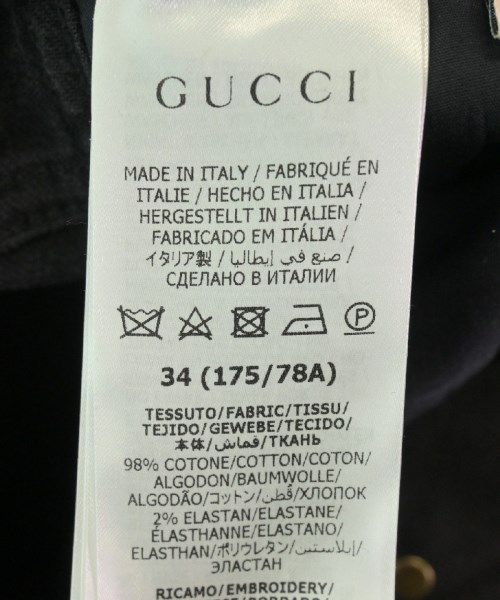 GUCCI
MADE IN ITALY / FABRIQUÉ EN
ITALIE / HECHO EN ITALIA /
HERGESTELLT IN ITALIEN /
FABRICADO EM ITÁLIA /
イタリア製 / صنع في إيطاليا /
СДЕЛАНО В ИТАЛИИ
P
34 (175/78A)
TESSUTO/FABRIC/TISSU/
TEJIDO/GEWEBE/TECIDO/
本体/قماش/ТКАНЬ
98% COTONE/COTTON/COTON/
ALGODON/BAUMWOLLE/
ALGODÃO/コットン/قطن/ХЛОПОК
2% ELASTAN/ELASTANE/
ÉLASTHANNE/ELASTANO/
ELASTHAN/ポリウレタン/إيلاستين/
ЭЛАСТАН
RICAMO/EMBROIDERY/